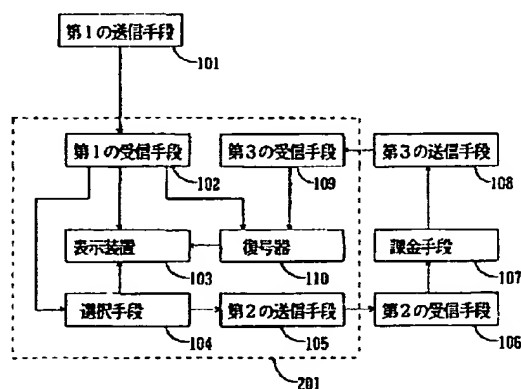 第1の送信手段
101
第1の受信手段
102
第3の受信手段
109
第3の送信手段
108
表示装置
103
復号器
110
課金手段
107
選択手段
104
第2の送信手段
105
第2の受信手段
106
201